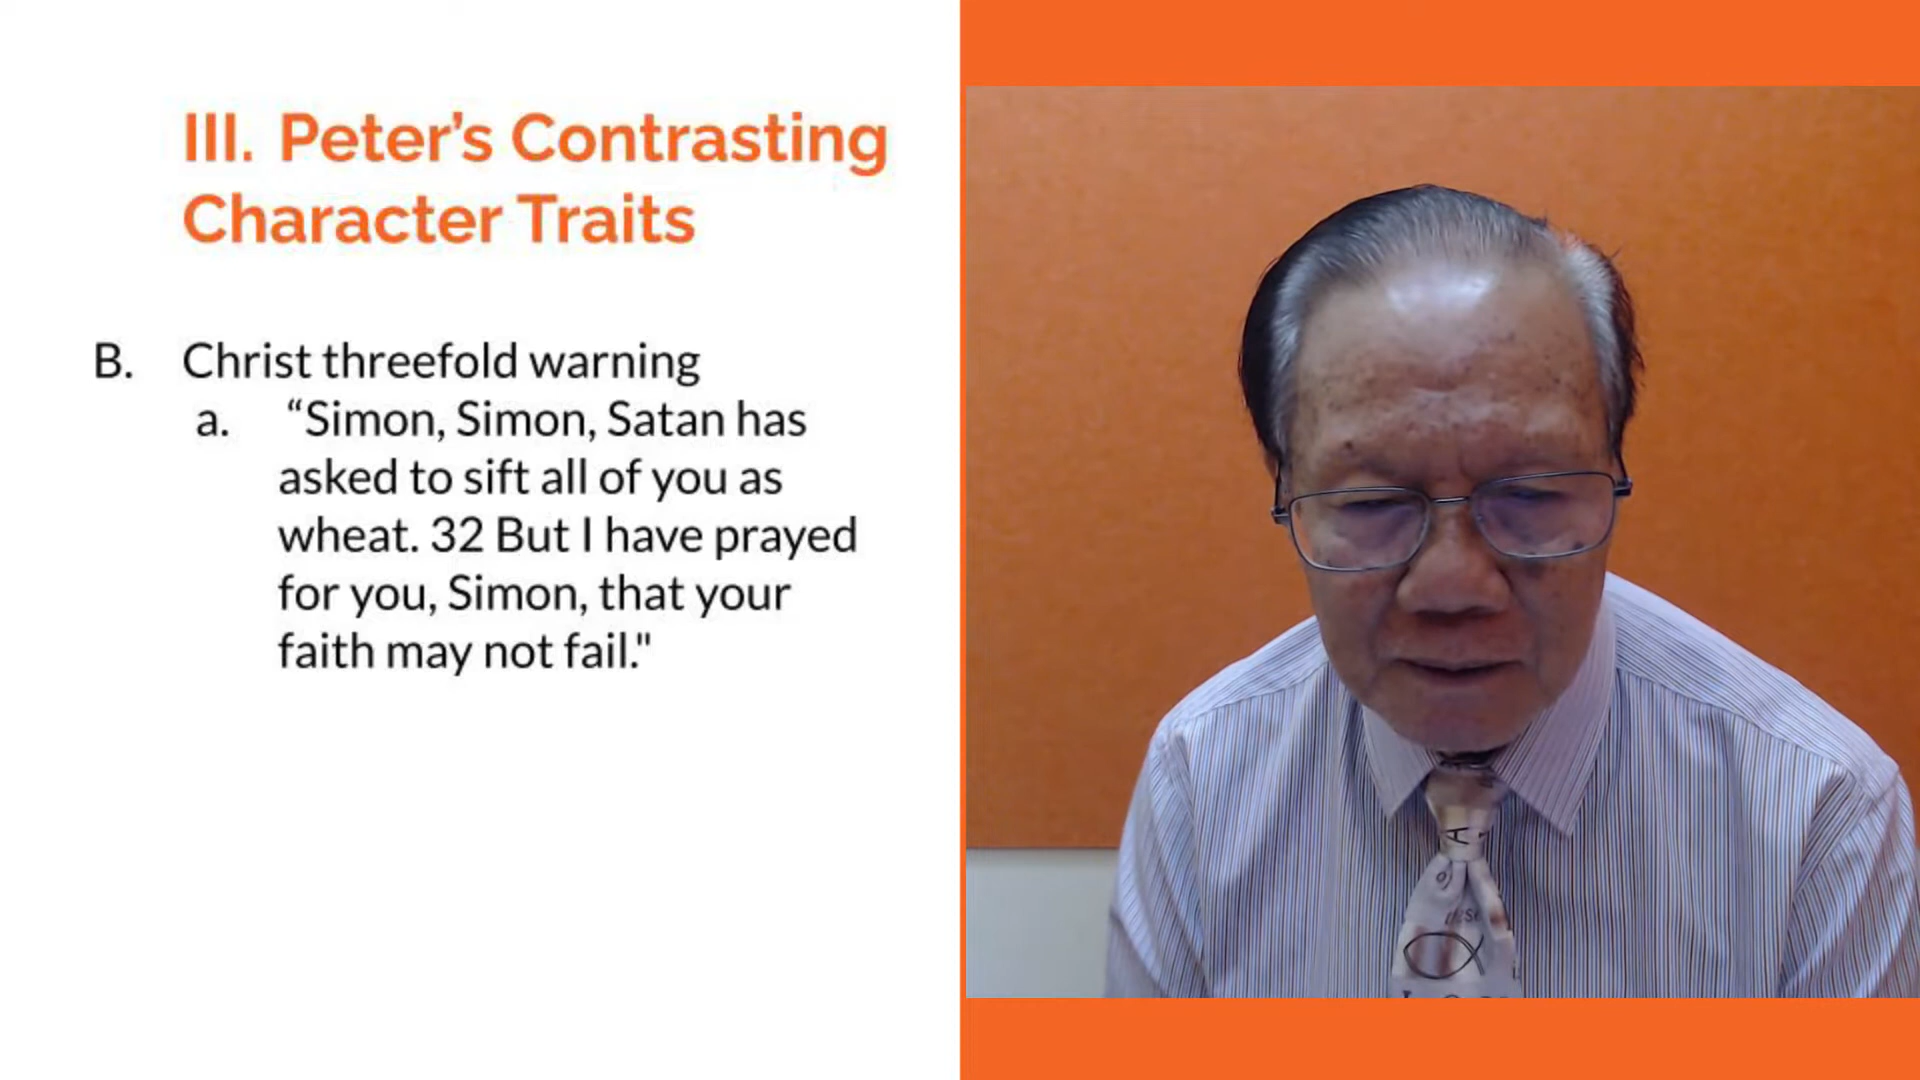 III. Peter’s Contrasting
Character Traits
B. Christ threefold warning
a. “Simon, Simon, Satan has
asked to sift all of you as
wheat. 32 But I have prayed
for you, Simon, that your
faith may not fail."
A